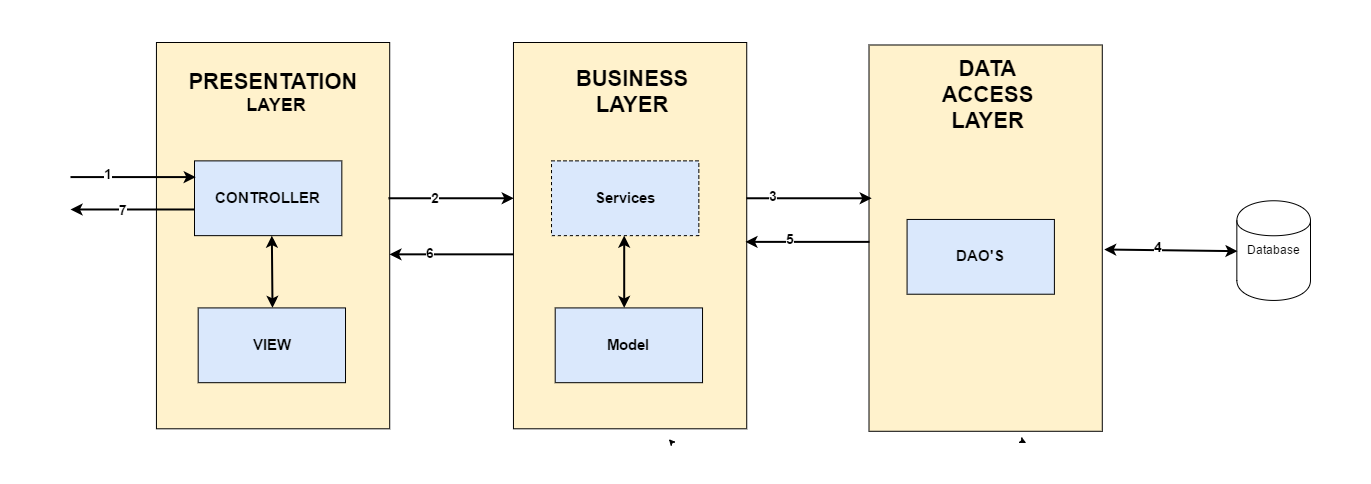 PRESENTATION
LAYER
1
CONTROLLER
7
VIEW
2
6
BUSINESS
LAYER
Services
Model
3
5
DATA
ACCESS
LAYER
DAO'S
4
Database